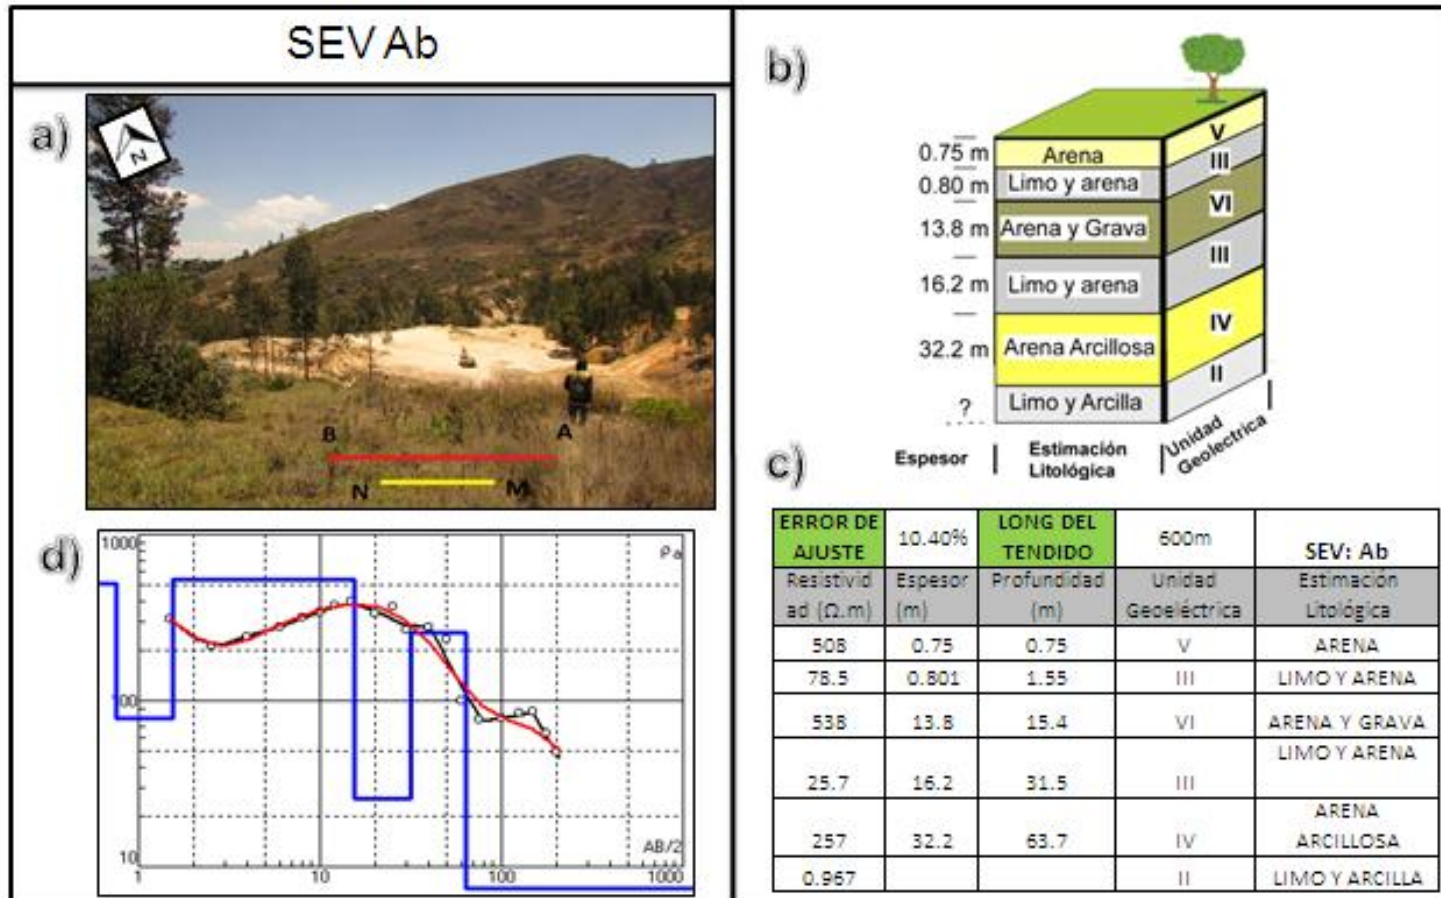 SEV Ab
a)
N
B
A
N
M
b)
0.75 m
Arena
V
0.80 m
Limo y arena
III
13.8 m
Arena y Grava
VI
16.2 m
Limo y arena
III
32.2 m
Arena Arcillosa
IV
?
Limo y Arcilla
II
Espesor
Estimación
Litológica
Unidad
Geolectrica
c)
ERROR DE AJUSTE 10.40% LONG DEL TENDIDO 600m SEV: Ab
Resistividad (Ω.m) Espesor (m) Profundidad (m) Unidad Geoeléctrica Estimación Litológica
508 0.75 0.75 V ARENA
78.5 0.801 1.55 III LIMO Y ARENA
538 13.8 15.4 VI ARENA Y GRAVA
25.7 16.2 31.5 III LIMO Y ARENA
257 32.2 63.7 IV ARENA ARCILLOSA
0.967 II LIMO Y ARCILLA
d)
1000
ρa
100
10
AB/2
1 10 100 1000